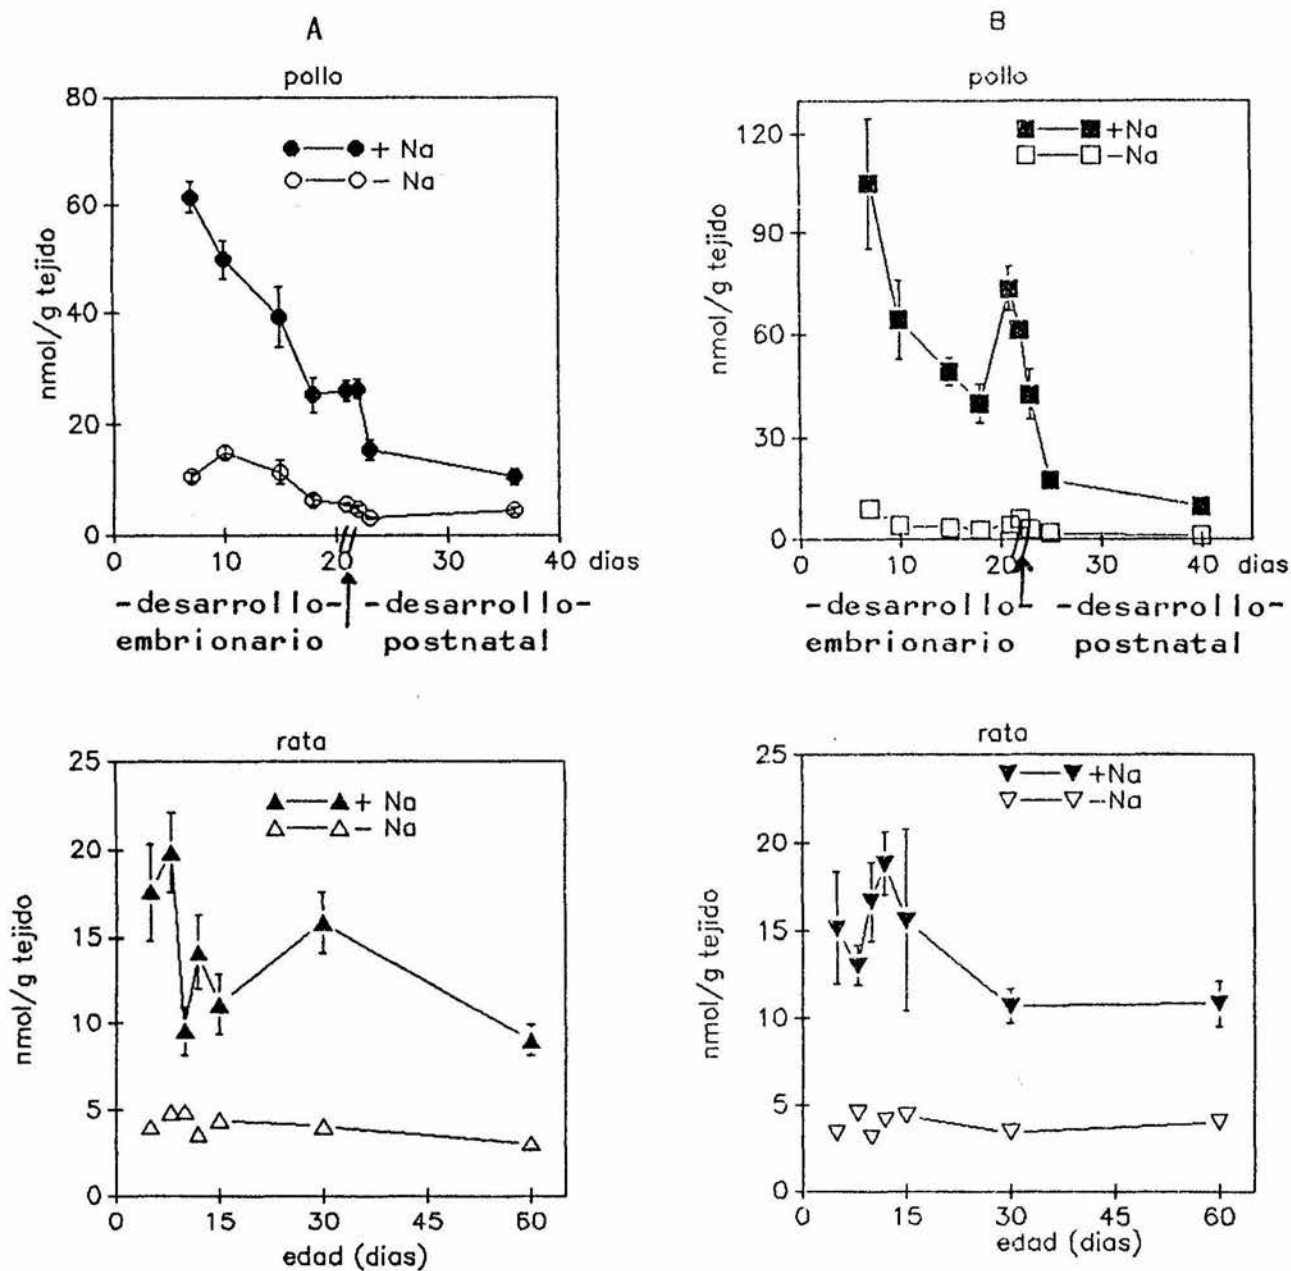 A
pollo
80
60
40
20
0
nmol/g tejido
+ Na
– Na
0 10 20 30 40 dias
-desarrollo- -desarrollo-
embrionario postnatal
B
pollo
120
90
60
30
0
nmol/g tejido
+Na
–Na
0 10 20 30 40 dias
-desarrollo- -desarrollo-
embrionario postnatal
rata
25
20
15
10
5
0
nmol/g tejido
+ Na
– Na
0 15 30 45 60
edad (dias)
rata
25
20
15
10
5
0
nmol/g tejido
+Na
–Na
0 15 30 45 60
edad (dias)